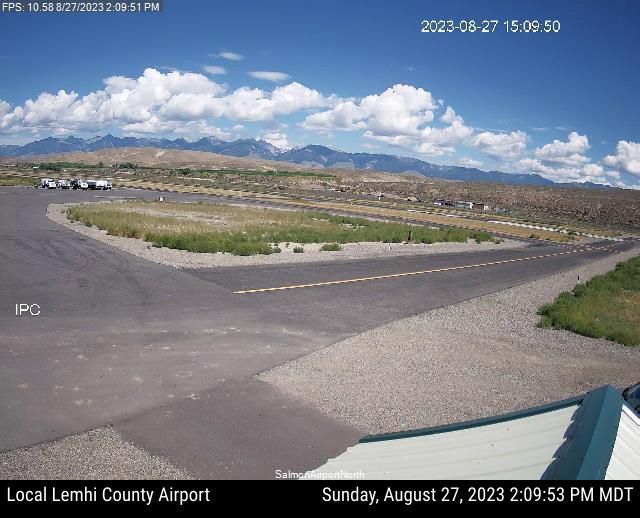 FPS: 10.58 8/27/2023 2:09:51 PM
2023-08-27 15:09:50
IPC
SalmonAirportNorth
Local Lemhi County Airport
Sunday, August 27, 2023 2:09:53 PM MDT